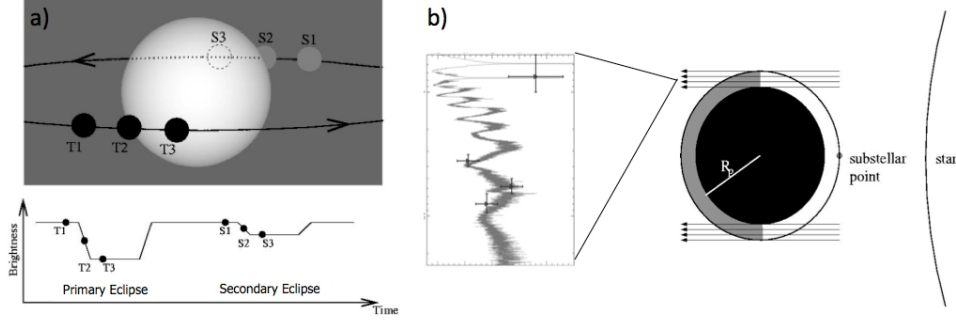 a)
S3
S2
S1
T1
T2
T3
Brightness
T1
T2
T3
S1
S2
S3
Primary Eclipse
Secondary Eclipse
Time
b)
R_p
substellar
point
star